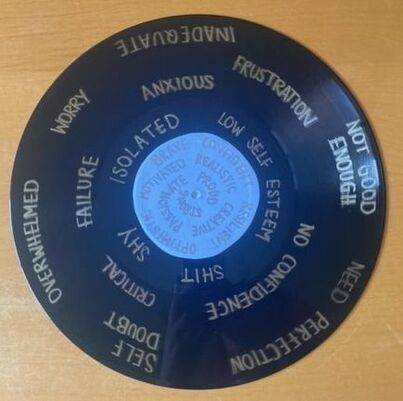 INADEQUATE
FRUSTRATION
NOT GOOD
ENOUGH
NEED PERFECTION
SELF
DOUBT
OVERWHELMED
WORRY
ANXIOUS
LOW SELF ESTEEM
NO CONFIDENCE
SHIT
SHY
CRITICAL
FAILURE
ISOLATED
BRAVE
CONFIDENT
RESILIENT
OPTIMISTIC
MOTIVATED
REALISTIC
CREATIVE
PASSIONATE
PROUD